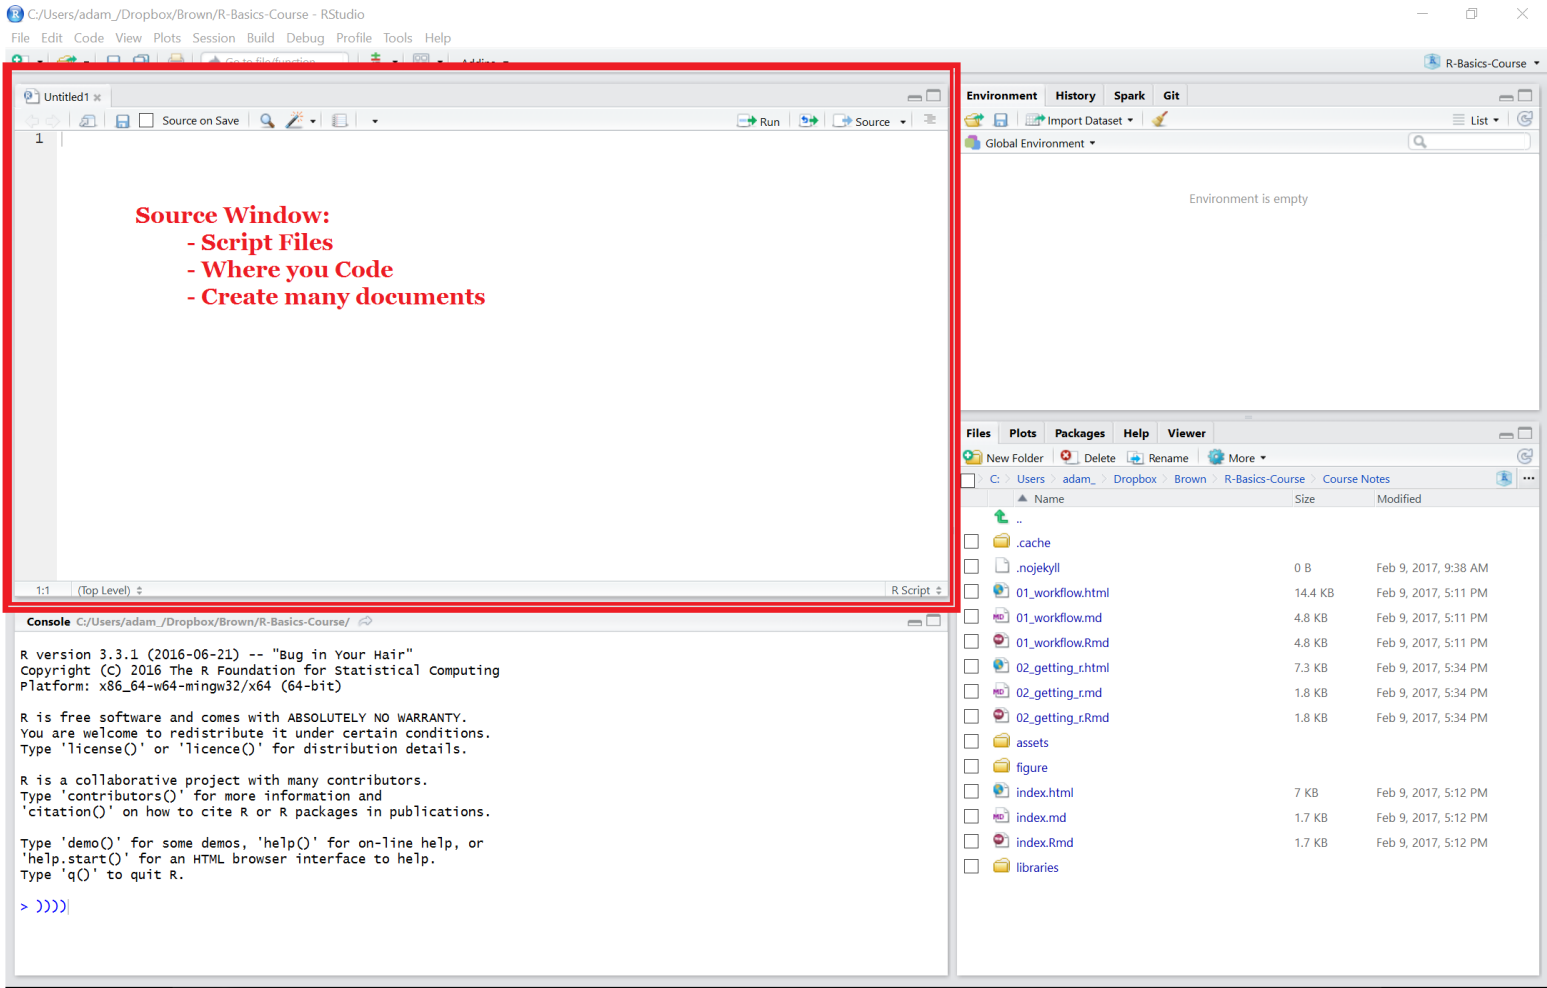 C:/Users/adam_/Dropbox/Brown/R-Basics-Course - RStudio
File Edit Code View Plots Session Build Debug Profile Tools Help
Go to file/function Addins
R-Basics-Course
Untitled1
Source on Save Run Source
1
Source Window:
- Script Files
- Where you Code
- Create many documents
1:1 (Top Level) R Script
Console C:/Users/adam_/Dropbox/Brown/R-Basics-Course/
R version 3.3.1 (2016-06-21) -- "Bug in Your Hair"
Copyright (C) 2016 The R Foundation for Statistical Computing
Platform: x86_64-w64-mingw32/x64 (64-bit)
R is free software and comes with ABSOLUTELY NO WARRANTY.
You are welcome to redistribute it under certain conditions.
Type 'license()' or 'licence()' for distribution details.
R is a collaborative project with many contributors.
Type 'contributors()' for more information and
'citation()' on how to cite R or R packages in publications.
Type 'demo()' for some demos, 'help()' for on-line help, or
'help.start()' for an HTML browser interface to help.
Type 'q()' to quit R.
> ))))
Environment History Spark Git
Import Dataset List
Global Environment
Environment is empty
Files Plots Packages Help Viewer
New Folder Delete Rename More
C: Users adam_ Dropbox Brown R-Basics-Course Course Notes
Name Size Modified
..
.cache
.nojekyll 0 B Feb 9, 2017, 9:38 AM
01_workflow.html 14.4 KB Feb 9, 2017, 5:11 PM
01_workflow.md 4.8 KB Feb 9, 2017, 5:11 PM
01_workflow.Rmd 4.8 KB Feb 9, 2017, 5:11 PM
02_getting_r.html 7.3 KB Feb 9, 2017, 5:34 PM
02_getting_r.md 1.8 KB Feb 9, 2017, 5:34 PM
02_getting_r.Rmd 1.8 KB Feb 9, 2017, 5:34 PM
assets
figure
index.html 7 KB Feb 9, 2017, 5:12 PM
index.md 1.7 KB Feb 9, 2017, 5:12 PM
index.Rmd 1.7 KB Feb 9, 2017, 5:12 PM
libraries